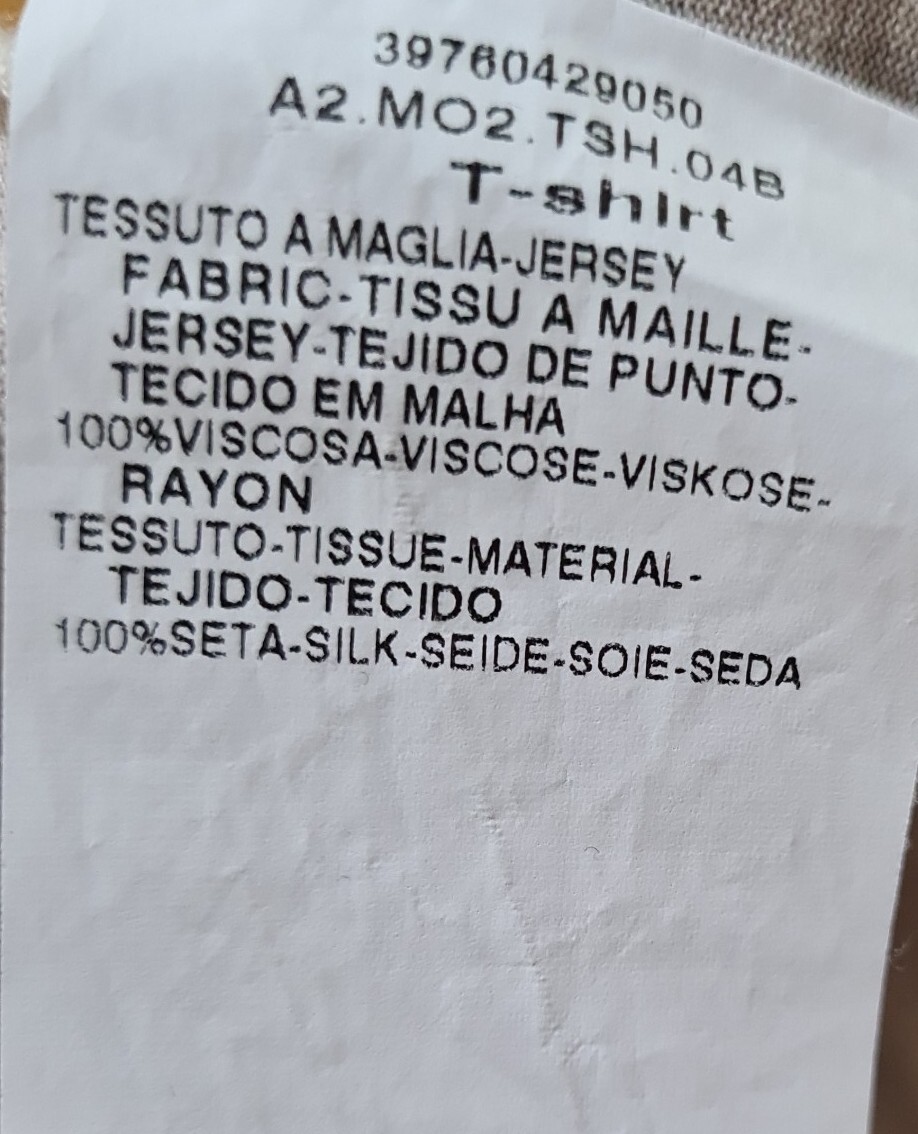 39760429050
A2.MO2.TSH.04B
T-shirt
TESSUTO A MAGLIA-JERSEY
FABRIC-TISSU A MAILLE-
JERSEY-TEJIDO DE PUNTO-
TECIDO EM MALHA
100%VISCOSA-VISCOSE-VISKOSE-
RAYON
TESSUTO-TISSUE-MATERIAL-
TEJIDO-TECIDO
100%SETA-SILK-SEIDE-SOIE-SEDA